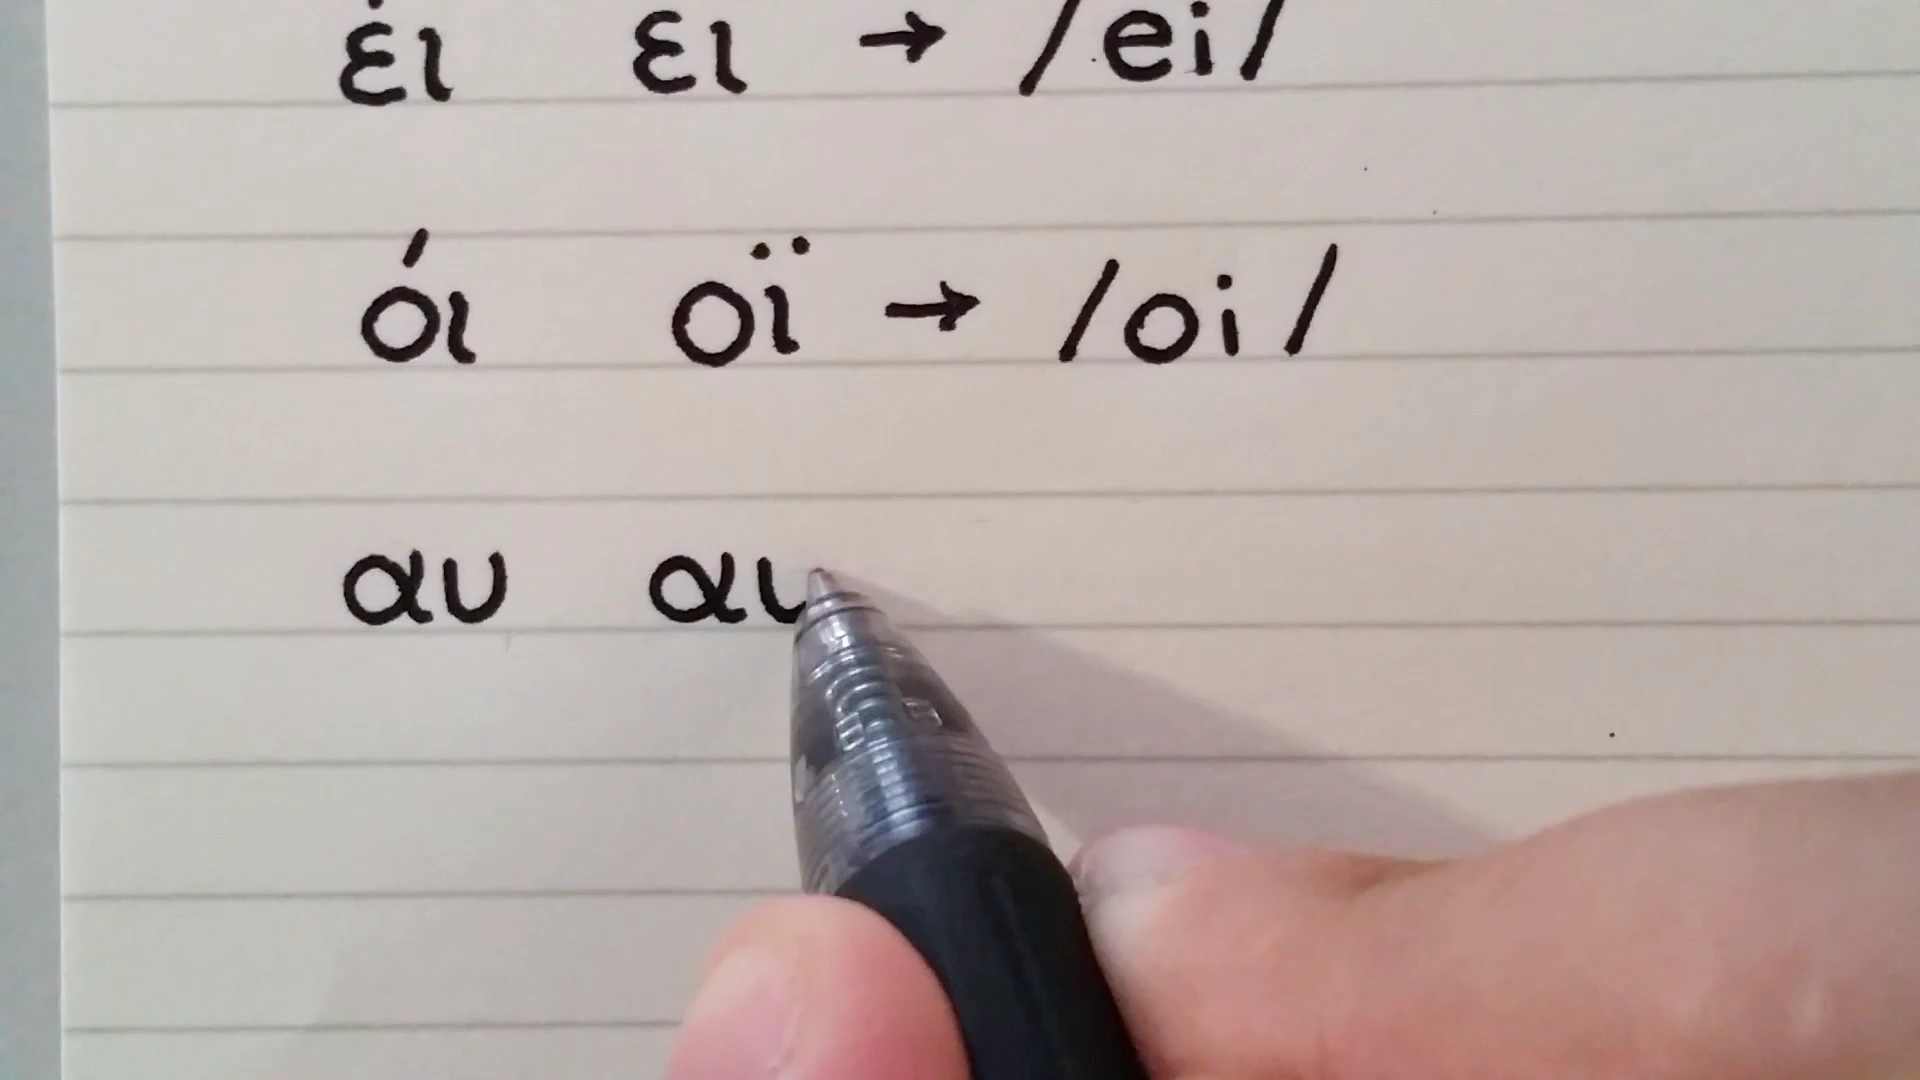 έι ει → /ei/
όι οϊ → /oi/
αυ αυ